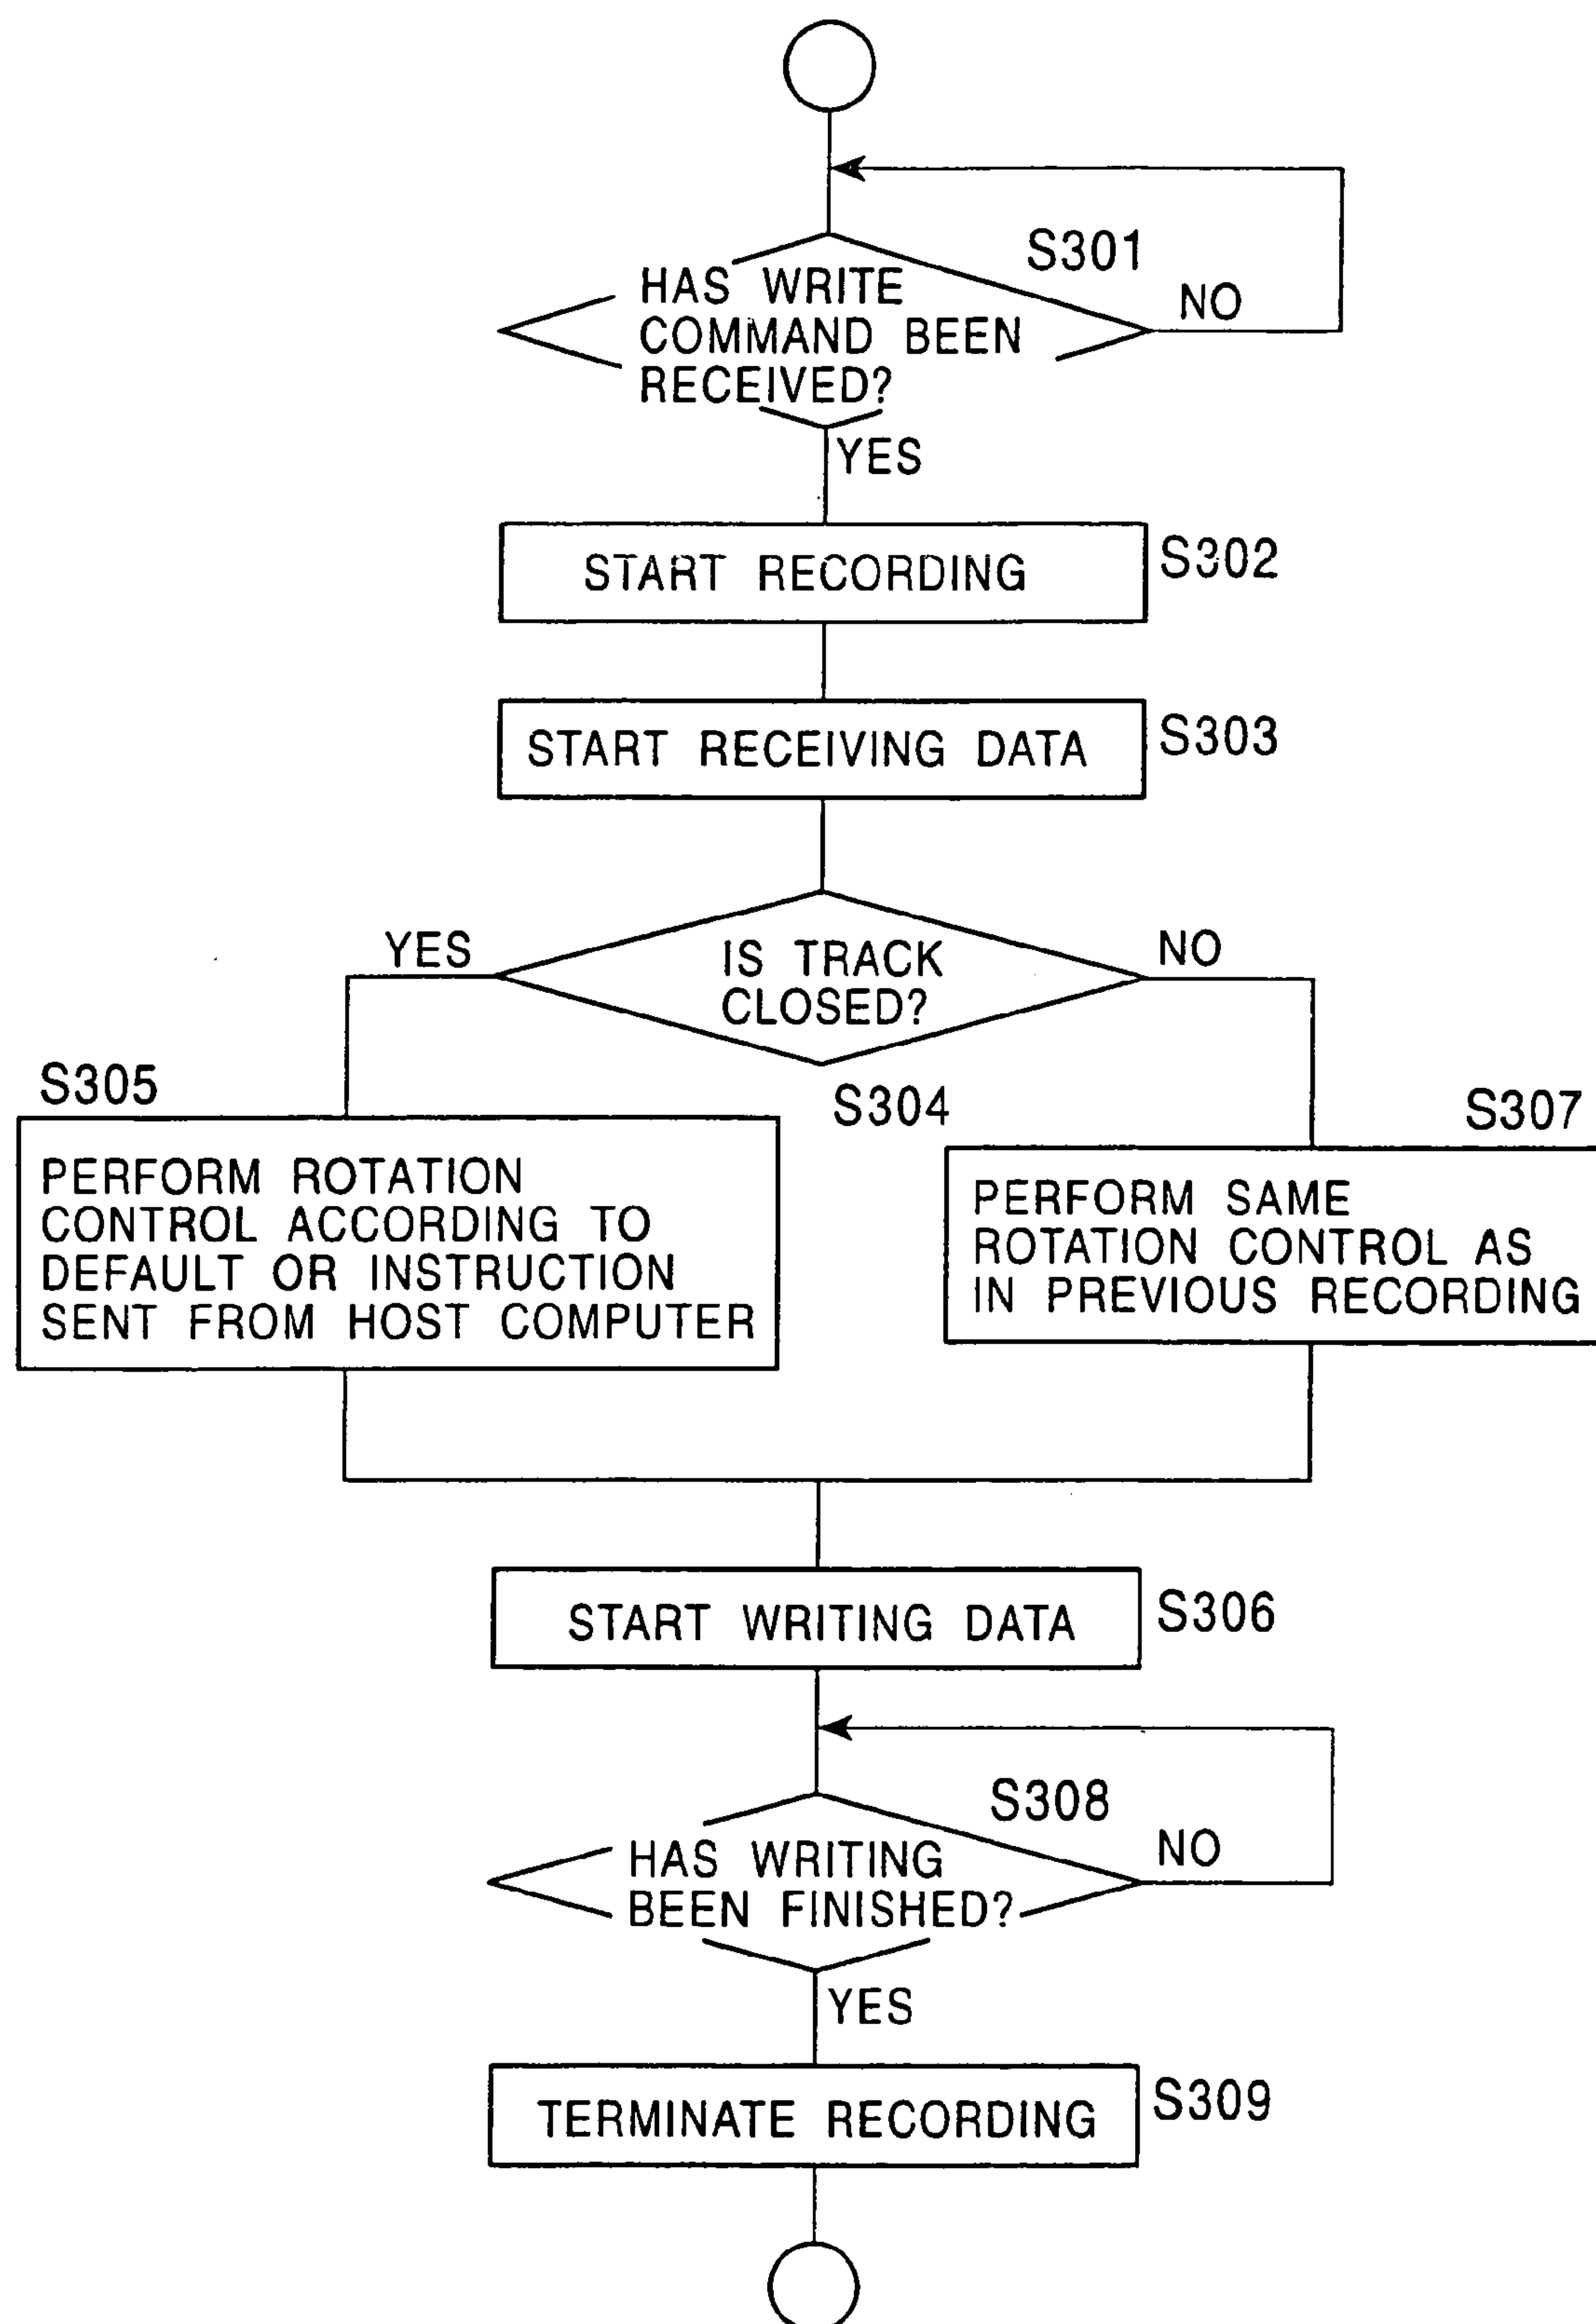 S301
HAS WRITE
COMMAND BEEN
RECEIVED?
NO
YES
START RECORDING
S302
START RECEIVING DATA
S303
YES
IS TRACK
CLOSED?
NO
S304
S305
PERFORM ROTATION
CONTROL ACCORDING TO
DEFAULT OR INSTRUCTION
SENT FROM HOST COMPUTER
S307
PERFORM SAME
ROTATION CONTROL AS
IN PREVIOUS RECORDING
START WRITING DATA
S306
S308
HAS WRITING
BEEN FINISHED?
NO
YES
TERMINATE RECORDING
S309